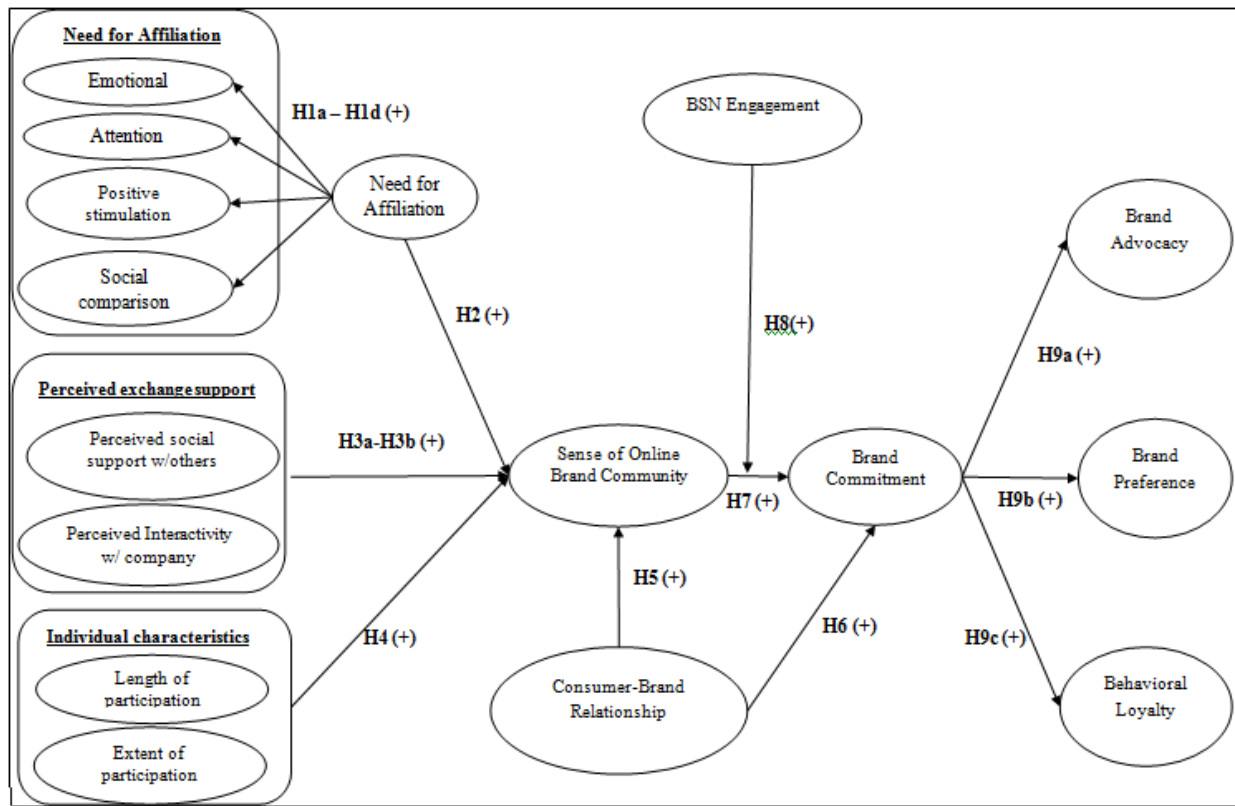 Need for Affiliation
Emotional
Attention
Positive
stimulation
Social
comparison
H1a – H1d (+)
Need for
Affiliation
H2 (+)
Perceived exchange support
Perceived social
support w/others
Perceived Interactivity
w/ company
H3a-H3b (+)
Individual characteristics
Length of
participation
Extent of
participation
H4 (+)
Sense of Online
Brand Community
H5 (+)
Consumer-Brand
Relationship
H6 (+)
H7 (+)
BSN Engagement
H8(+)
Brand
Commitment
H9a (+)
H9b (+)
H9c (+)
Brand
Advocacy
Brand
Preference
Behavioral
Loyalty